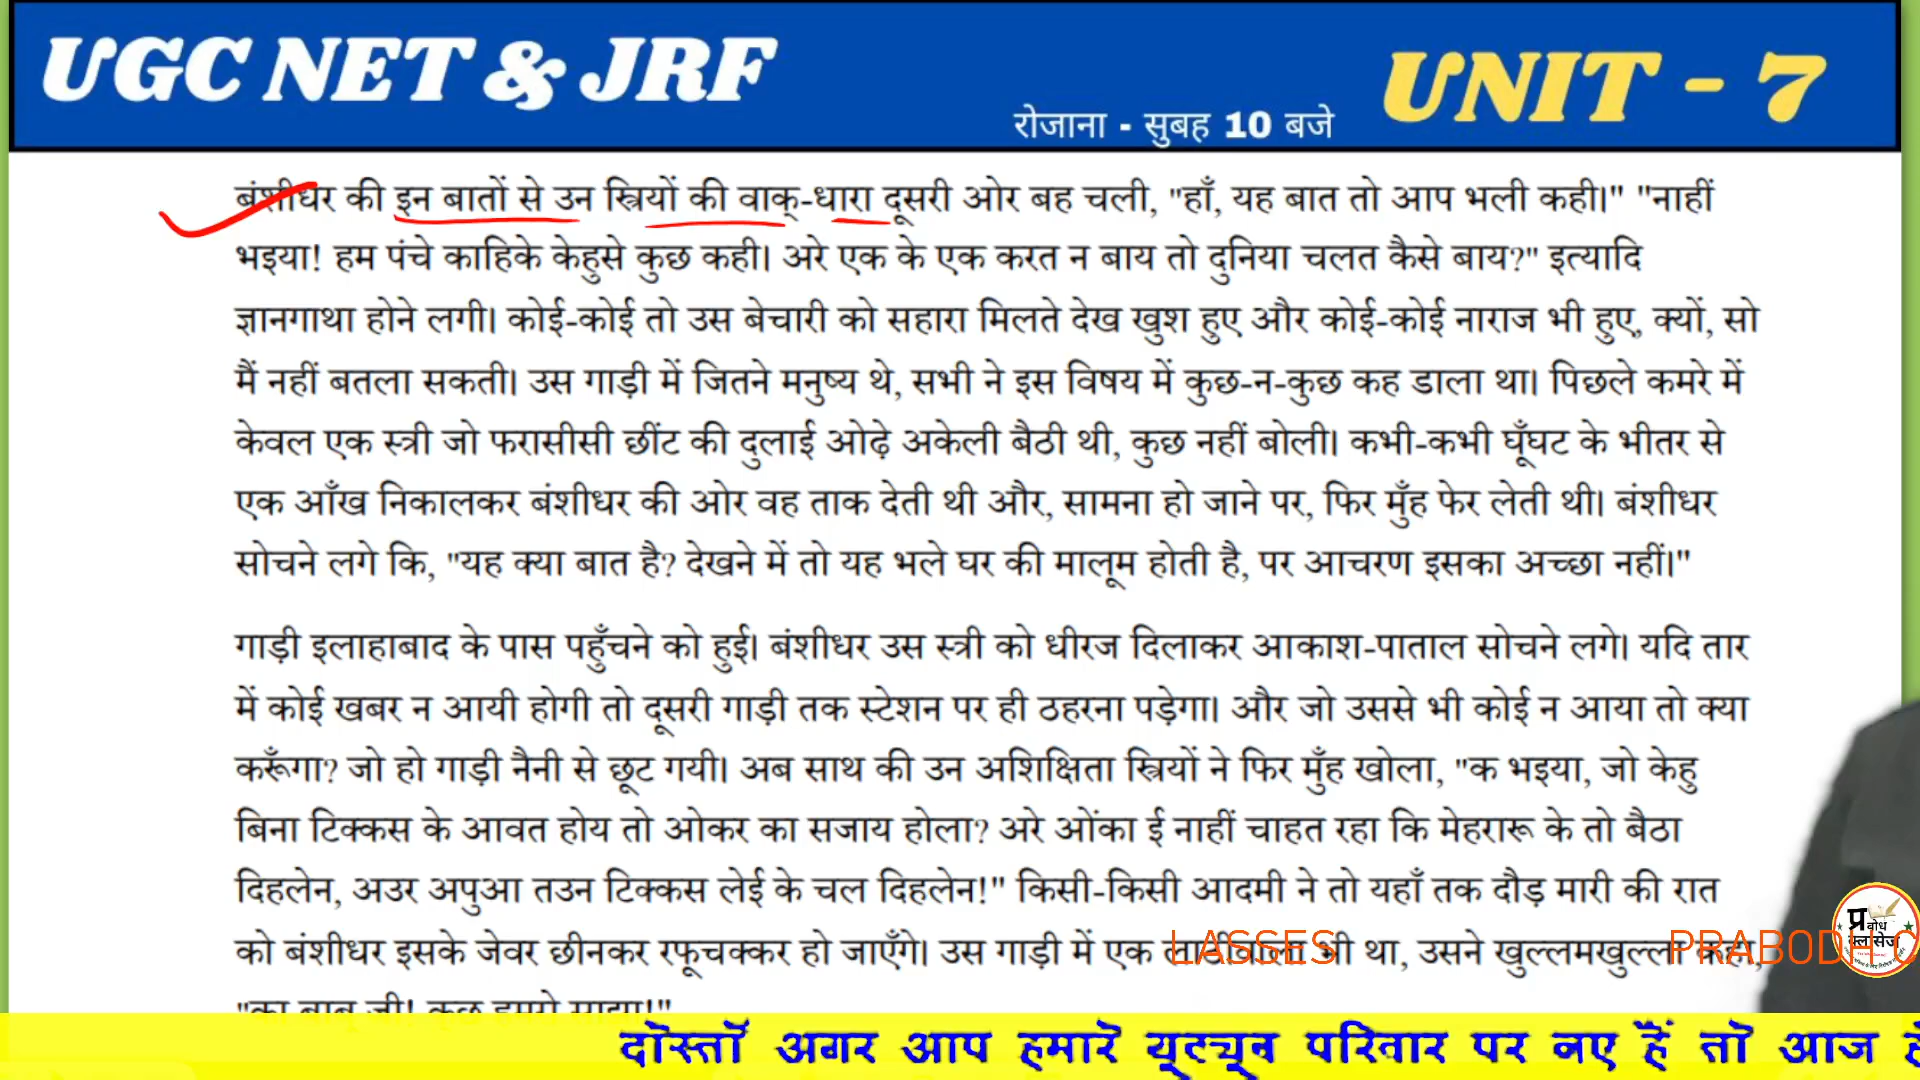 UGC NET & JRF
रोजाना - सुबह 10 बजे
UNIT - 7
बंशीधर की इन बातों से उन स्त्रियों की वाक्-धारा दूसरी ओर बह चली, "हाँ, यह बात तो आप भली कही।" "नाहीं
भइया! हम पंचे काहिके केहुसे कुछ कही। अरे एक के एक करत न बाय तो दुनिया चलत कैसे बाय?" इत्यादि
ज्ञानगाथा होने लगी। कोई-कोई तो उस बेचारी को सहारा मिलते देख खुश हुए और कोई-कोई नाराज भी हुए, क्यों, सो
मैं नहीं बतला सकती। उस गाड़ी में जितने मनुष्य थे, सभी ने इस विषय में कुछ-न-कुछ कह डाला था। पिछले कमरे में
केवल एक स्त्री जो फरासीसी छींट की दुलाई ओढ़े अकेली बैठी थी, कुछ नहीं बोली। कभी-कभी घूँघट के भीतर से
एक आँख निकालकर बंशीधर की ओर वह ताक देती थी और, सामना हो जाने पर, फिर मुँह फेर लेती थी। बंशीधर
सोचने लगे कि, "यह क्या बात है? देखने में तो यह भले घर की मालूम होती है, पर आचरण इसका अच्छा नहीं।"
गाड़ी इलाहाबाद के पास पहुँचने को हुई। बंशीधर उस स्त्री को धीरज दिलाकर आकाश-पाताल सोचने लगे। यदि तार
में कोई खबर न आयी होगी तो दूसरी गाड़ी तक स्टेशन पर ही ठहरना पड़ेगा। और जो उससे भी कोई न आया तो क्या
करूँगा? जो हो गाड़ी नैनी से छूट गयी। अब साथ की उन अशिक्षिता स्त्रियों ने फिर मुँह खोला, "क भइया, जो केहु
बिना टिक्कस के आवत होय तो ओकर का सजाय होला? अरे ओंका ई नाहीं चाहत रहा कि मेहरारू के तो बैठा
दिहलेन, अउर अपुआ तउन टिक्कस लेई के चल दिहलेन!" किसी-किसी आदमी ने तो यहाँ तक दौड़ मारी की रात
को बंशीधर इसके जेवर छीनकर रफूचक्कर हो जाएँगे। उस गाड़ी में एक लाठीवाला भी था, उसने खुल्लमखुल्ला कहा,
LASSES PRABODH C
प्रबोध
क्लासेज
दोस्तों अगर आप हमारे यूट्यूब परिवार पर नए हैं तो आज